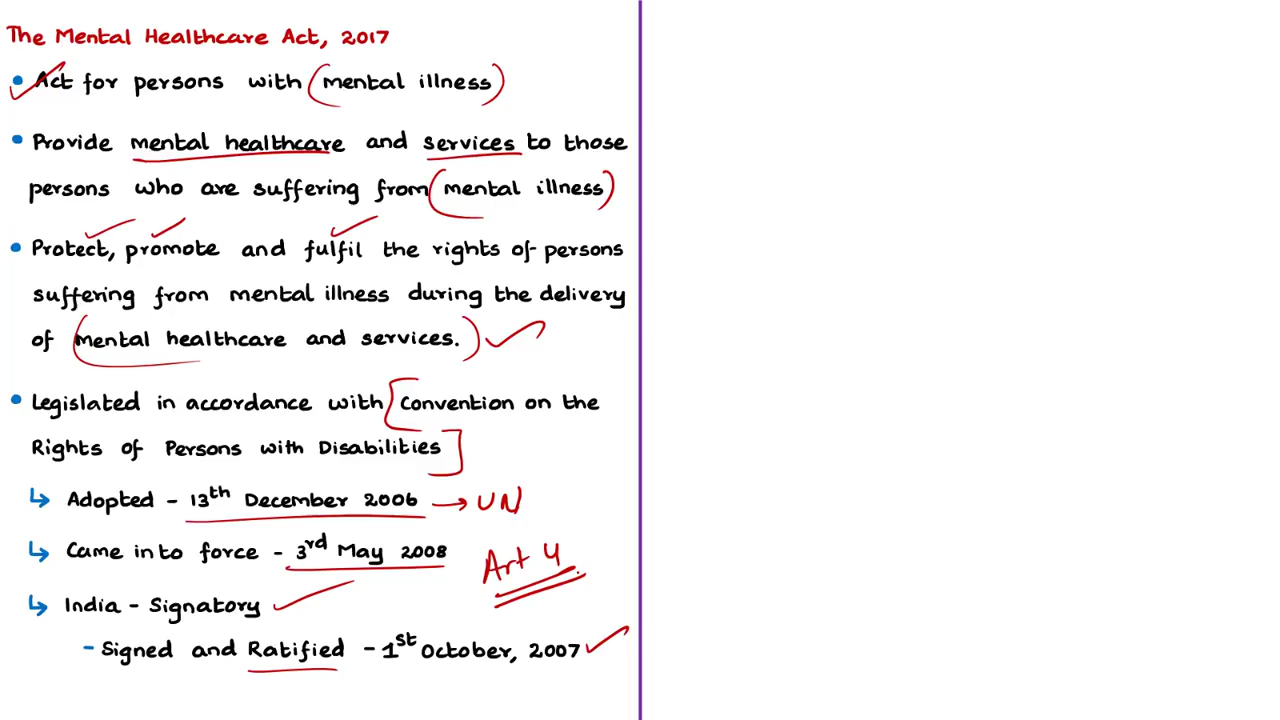 The Mental Healthcare Act, 2017
• Act for persons with (mental illness)
• Provide mental healthcare and services to those
persons who are suffering from (mental illness)
• Protect, promote and fulfil the rights of persons
suffering from mental illness during the delivery
of (mental healthcare and services.)
• Legislated in accordance with [Convention on the
Rights of Persons with Disabilities]
↳ Adopted - 13th December 2006 → UN
↳ Came into force - 3rd May 2008
Art 4
↳ India - Signatory
- Signed and Ratified - 1st October, 2007